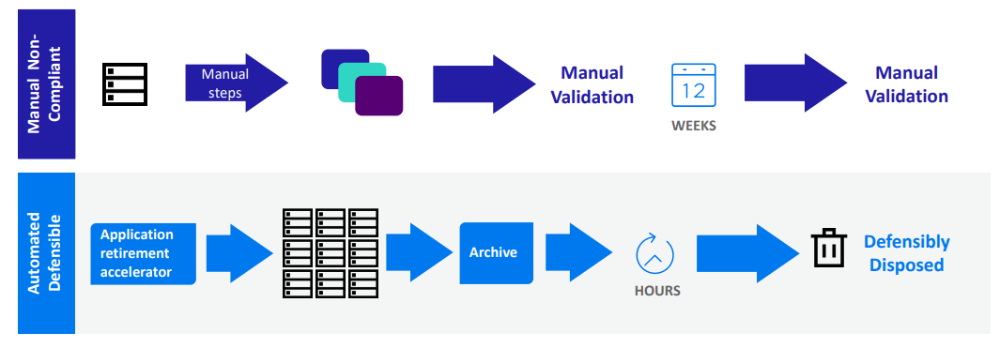 Manual Non-
Compliant
Manual
steps
Manual
Validation
12
WEEKS
Manual
Validation
Automated
Defensible
Application
retirement
accelerator
Archive
HOURS
Defensibly
Disposed